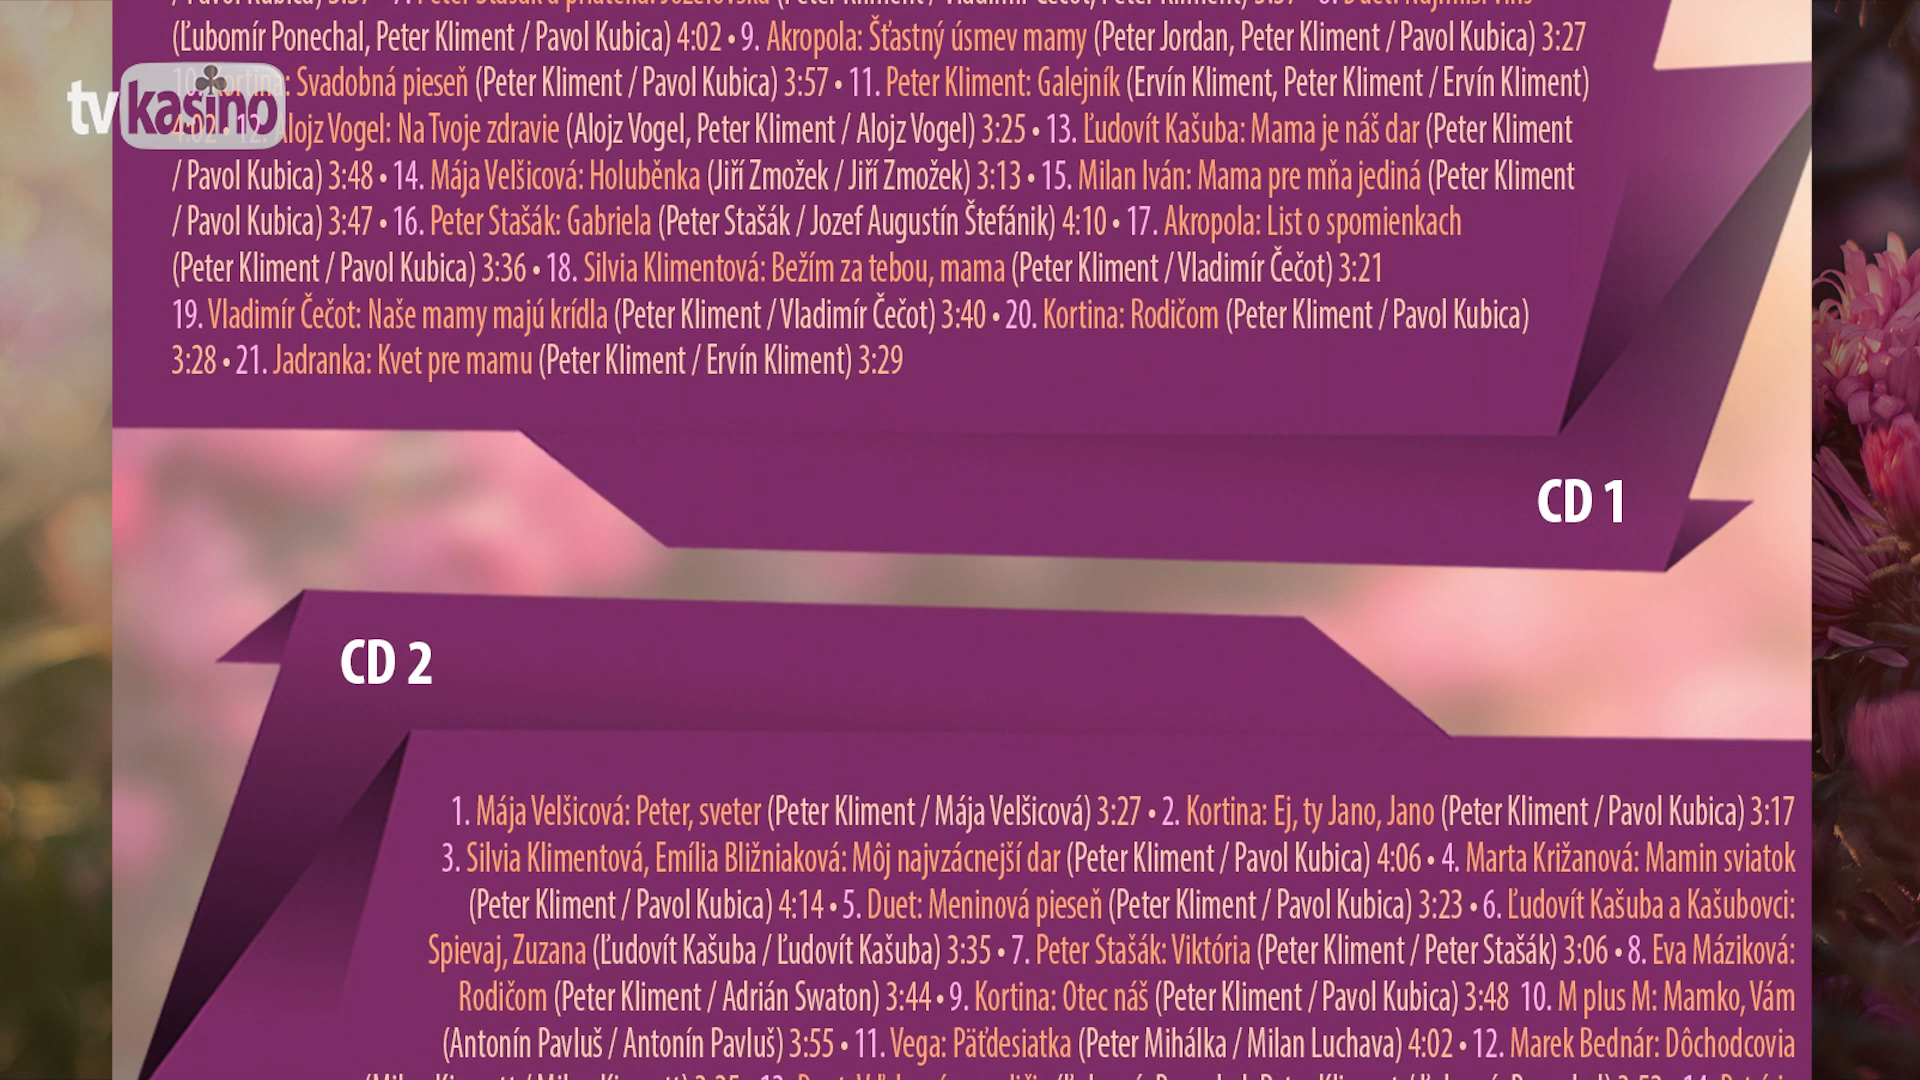 (Ľubomír Ponechal, Peter Kliment / Pavol Kubica) 4:02 • 9. Akropola: Šťastný úsmev mamy (Peter Jordan, Peter Kliment / Pavol Kubica) 3:27
10. Kortina: Svadobná pieseň (Peter Kliment / Pavol Kubica) 3:57 • 11. Peter Kliment: Galejník (Ervín Kliment, Peter Kliment / Ervín Kliment)
tvkasino
4:02 • 12. Alojz Vogel: Na Tvoje zdravie (Alojz Vogel, Peter Kliment / Alojz Vogel) 3:25 • 13. Ľudovít Kašuba: Mama je náš dar (Peter Kliment
/ Pavol Kubica) 3:48 • 14. Mája Velšicová: Holuběnka (Jiří Zmožek / Jiří Zmožek) 3:13 • 15. Milan Iván: Mama pre mňa jediná (Peter Kliment
/ Pavol Kubica) 3:47 • 16. Peter Stašák: Gabriela (Peter Stašák / Jozef Augustín Štefánik) 4:10 • 17. Akropola: List o spomienkach
(Peter Kliment / Pavol Kubica) 3:36 • 18. Silvia Klimentová: Bežím za tebou, mama (Peter Kliment / Vladimír Čečot) 3:21
19. Vladimír Čečot: Naše mamy majú krídla (Peter Kliment / Vladimír Čečot) 3:40 • 20. Kortina: Rodičom (Peter Kliment / Pavol Kubica)
3:28 • 21. Jadranka: Kvet pre mamu (Peter Kliment / Ervín Kliment) 3:29
CD 1
CD 2
1. Mája Velšicová: Peter, sveter (Peter Kliment / Mája Velšicová) 3:27 • 2. Kortina: Ej, ty Jano, Jano (Peter Kliment / Pavol Kubica) 3:17
3. Silvia Klimentová, Emília Bližniaková: Môj najvzácnejší dar (Peter Kliment / Pavol Kubica) 4:06 • 4. Marta Križanová: Mamin sviatok
(Peter Kliment / Pavol Kubica) 4:14 • 5. Duet: Meninová pieseň (Peter Kliment / Pavol Kubica) 3:23 • 6. Ľudovít Kašuba a Kašubovci:
Spievaj, Zuzana (Ľudovít Kašuba / Ľudovít Kašuba) 3:35 • 7. Peter Stašák: Viktória (Peter Kliment / Peter Stašák) 3:06 • 8. Eva Máziková:
Rodičom (Peter Kliment / Adrián Swaton) 3:44 • 9. Kortina: Otec náš (Peter Kliment / Pavol Kubica) 3:48 10. M plus M: Mamko, Vám
(Antonín Pavluš / Antonín Pavluš) 3:55 • 11. Vega: Päťdesiatka (Peter Mihálka / Milan Luchava) 4:02 • 12. Marek Bednár: Dôchodcovia